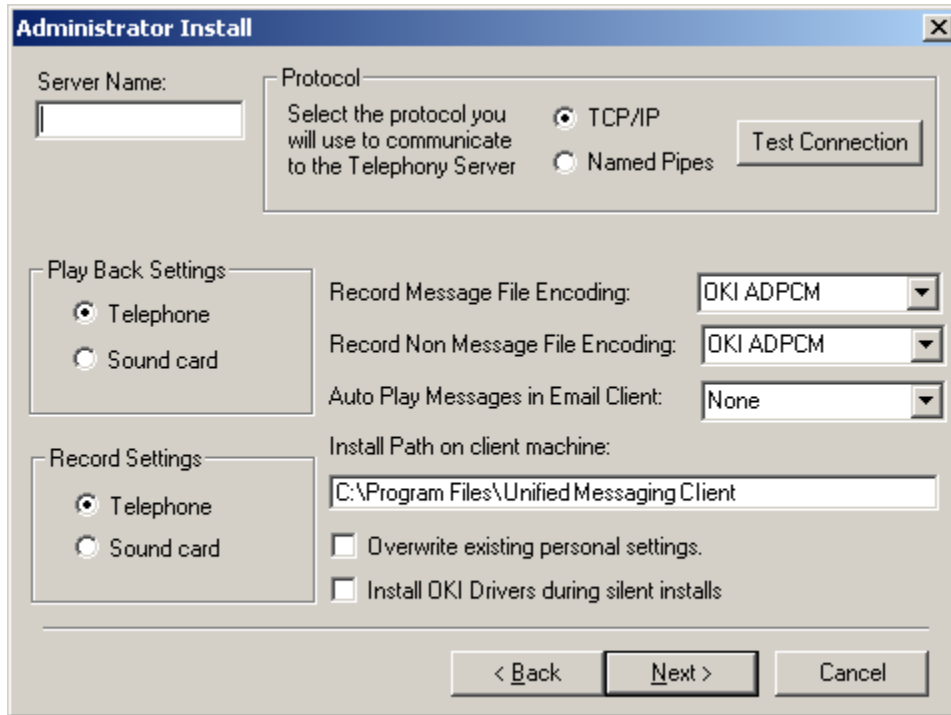 Administrator Install
Server Name:
Protocol
Select the protocol you
will use to communicate
to the Telephony Server
TCP/IP
Named Pipes
Test Connection
Play Back Settings
Telephone
Sound card
Record Message File Encoding:
OKI ADPCM
Record Non Message File Encoding:
OKI ADPCM
Auto Play Messages in Email Client:
None
Record Settings
Telephone
Sound card
Install Path on client machine:
C:\Program Files\Unified Messaging Client
Overwrite existing personal settings.
Install OKI Drivers during silent installs
< Back
Next >
Cancel